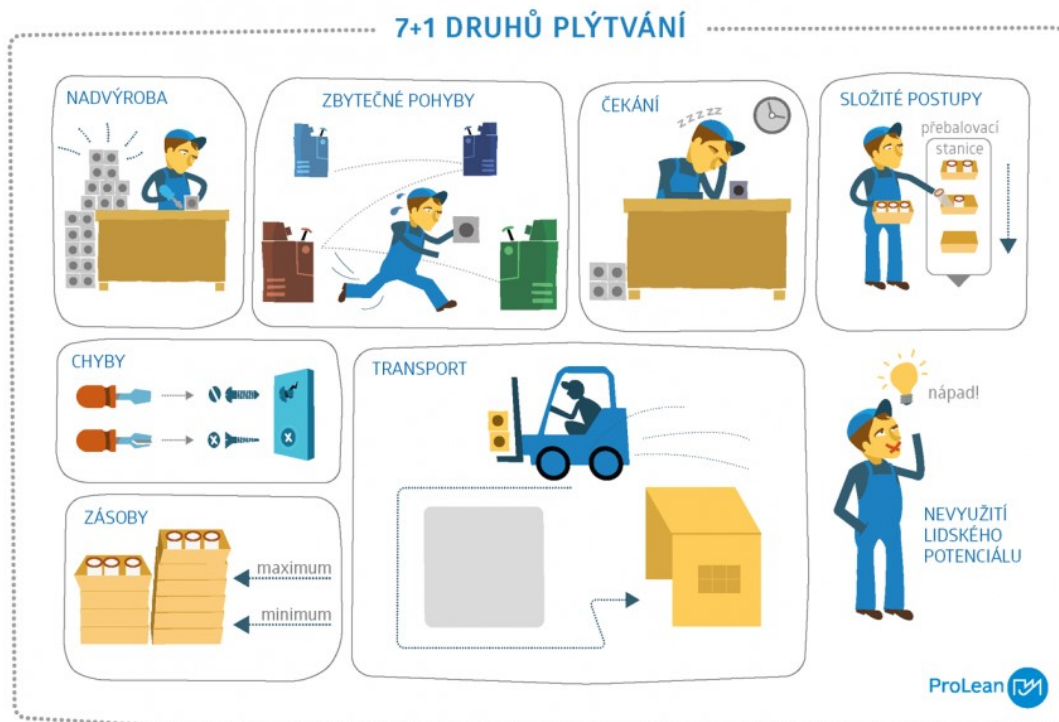 7+1 DRUHŮ PLÝTVÁNÍ
NADVÝROBA
ZBYTEČNÉ POHYBY
ČEKÁNÍ
zzzzz
SLOŽITÉ POSTUPY
přebalovací
stanice
CHYBY
TRANSPORT
nápad!
NEVYUŽITÍ
LIDSKÉHO
POTENCIÁLU
ZÁSOBY
maximum
minimum
ProLean